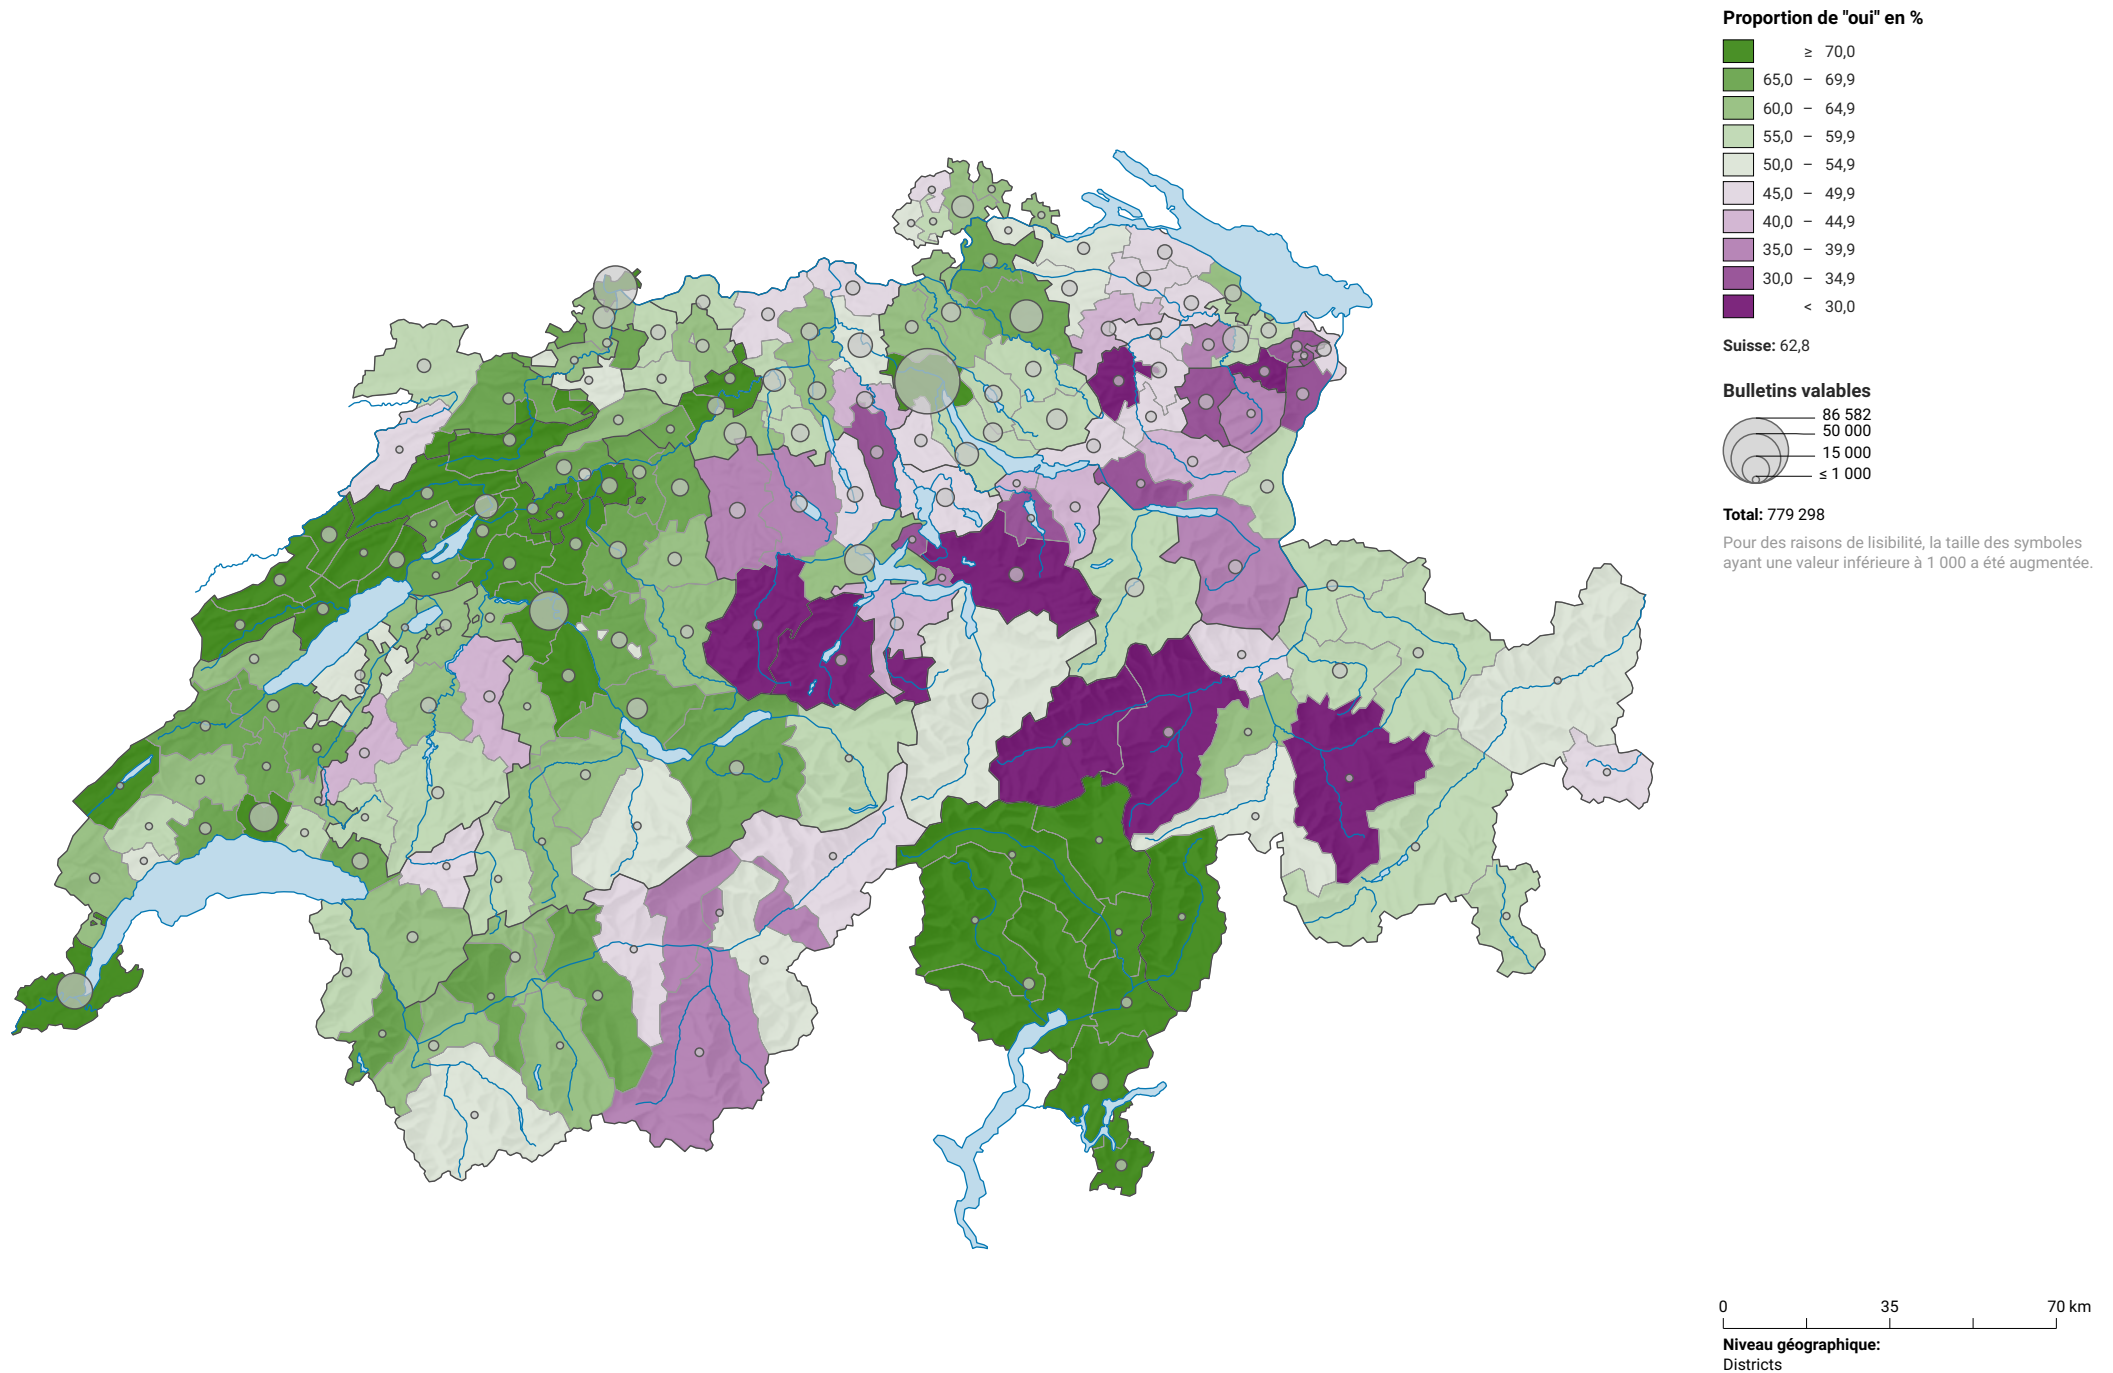 Proportion de "oui" en %
≥ 70,0
65,0 – 69,9
60,0 – 64,9
55,0 – 59,9
50,0 – 54,9
45,0 – 49,9
40,0 – 44,9
35,0 – 39,9
30,0 – 34,9
< 30,0
Suisse: 62,8
Bulletins valables
86 582
50 000
15 000
≤ 1 000
Total: 779 298
Pour des raisons de lisibilité, la taille des symboles
ayant une valeur inférieure à 1 000 a été augmentée.
0 35 70 km
Niveau géographique:
Districts